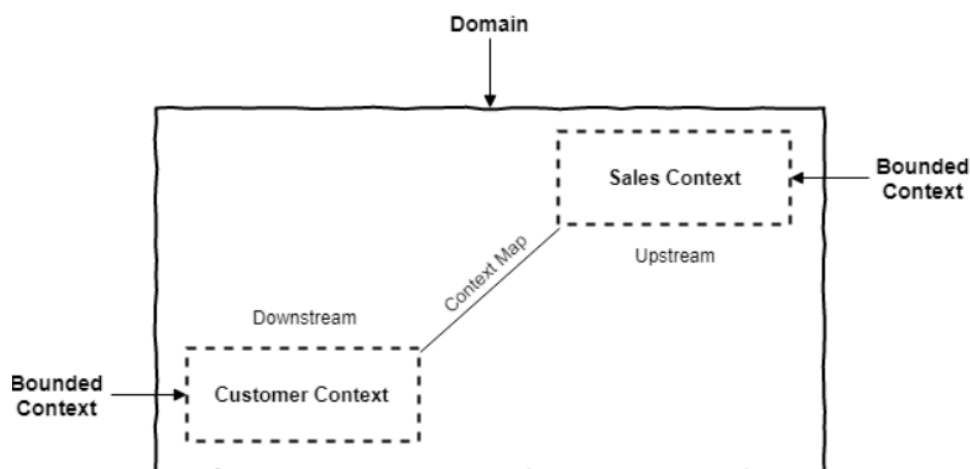 Domain
Sales Context
Bounded
Context
Upstream
Context Map
Downstream
Bounded
Context
Customer Context